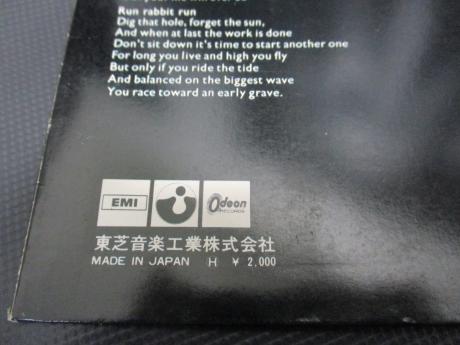 Run rabbit run
Dig that hole, forget the sun,
And when at last the work is done
Don't sit down it's time to start another one
For long you live and high you fly
But only if you ride the tide
And balanced on the biggest wave
You race toward an early grave.
EMI
Odeon
RECORDS
東芝音楽工業株式会社
MADE IN JAPAN (H) ¥ 2,000